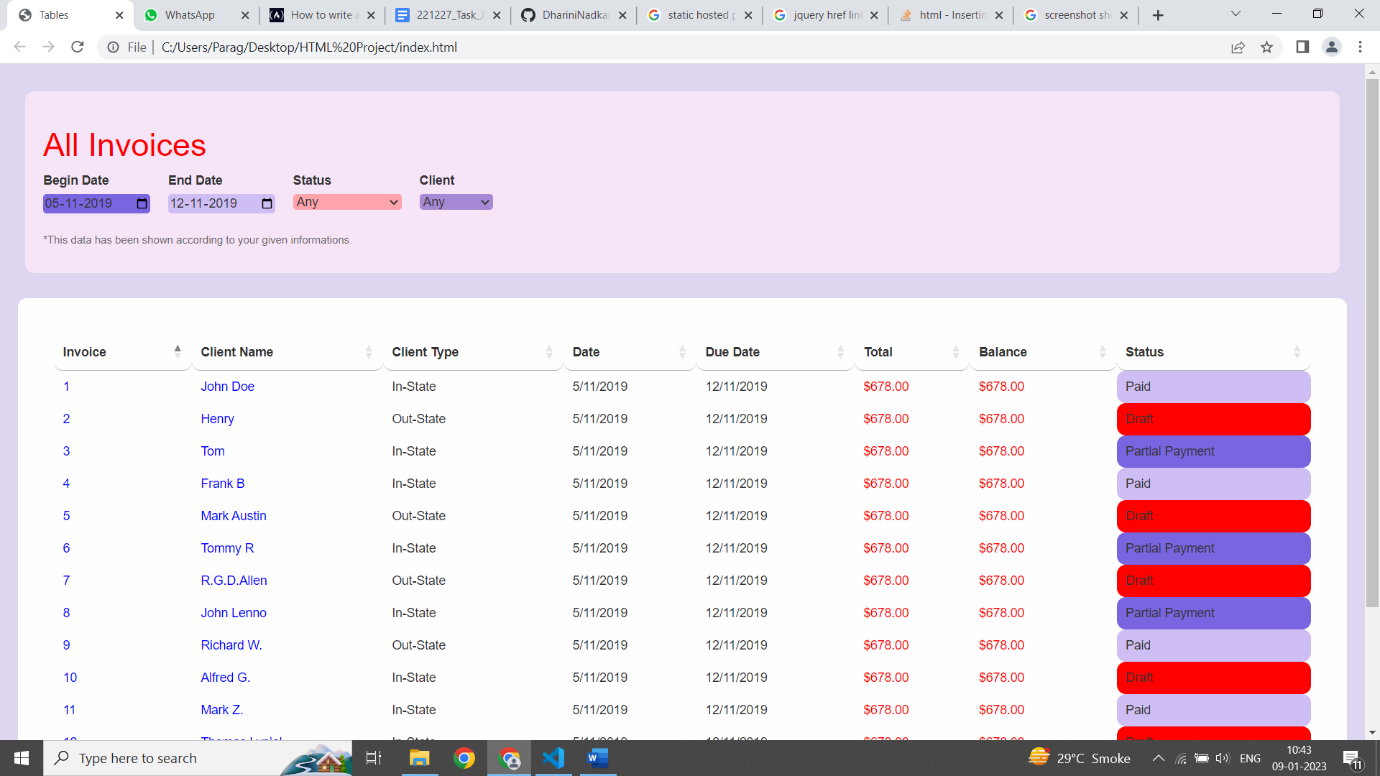 Tables WhatsApp How to write a 221227_Task_ DhariniNadkar static hosted p jquery href lin html - Insertin screenshot sh
File C:/Users/Parag/Desktop/HTML%20Project/index.html
All Invoices
Begin Date End Date Status Client
05-11-2019 12-11-2019 Any Any
*This data has been shown according to your given informations.
Invoice Client Name Client Type Date Due Date Total Balance Status
1 John Doe In-State 5/11/2019 12/11/2019 $678.00 $678.00 Paid
2 Henry Out-State 5/11/2019 12/11/2019 $678.00 $678.00 Draft
3 Tom In-State 5/11/2019 12/11/2019 $678.00 $678.00 Partial Payment
4 Frank B In-State 5/11/2019 12/11/2019 $678.00 $678.00 Paid
5 Mark Austin Out-State 5/11/2019 12/11/2019 $678.00 $678.00 Draft
6 Tommy R In-State 5/11/2019 12/11/2019 $678.00 $678.00 Partial Payment
7 R.G.D.Allen Out-State 5/11/2019 12/11/2019 $678.00 $678.00 Draft
8 John Lenno In-State 5/11/2019 12/11/2019 $678.00 $678.00 Partial Payment
9 Richard W. Out-State 5/11/2019 12/11/2019 $678.00 $678.00 Paid
10 Alfred G. In-State 5/11/2019 12/11/2019 $678.00 $678.00 Draft
11 Mark Z. In-State 5/11/2019 12/11/2019 $678.00 $678.00 Paid
Type here to search 29°C Smoke ENG 10:43
09-01-2023 11